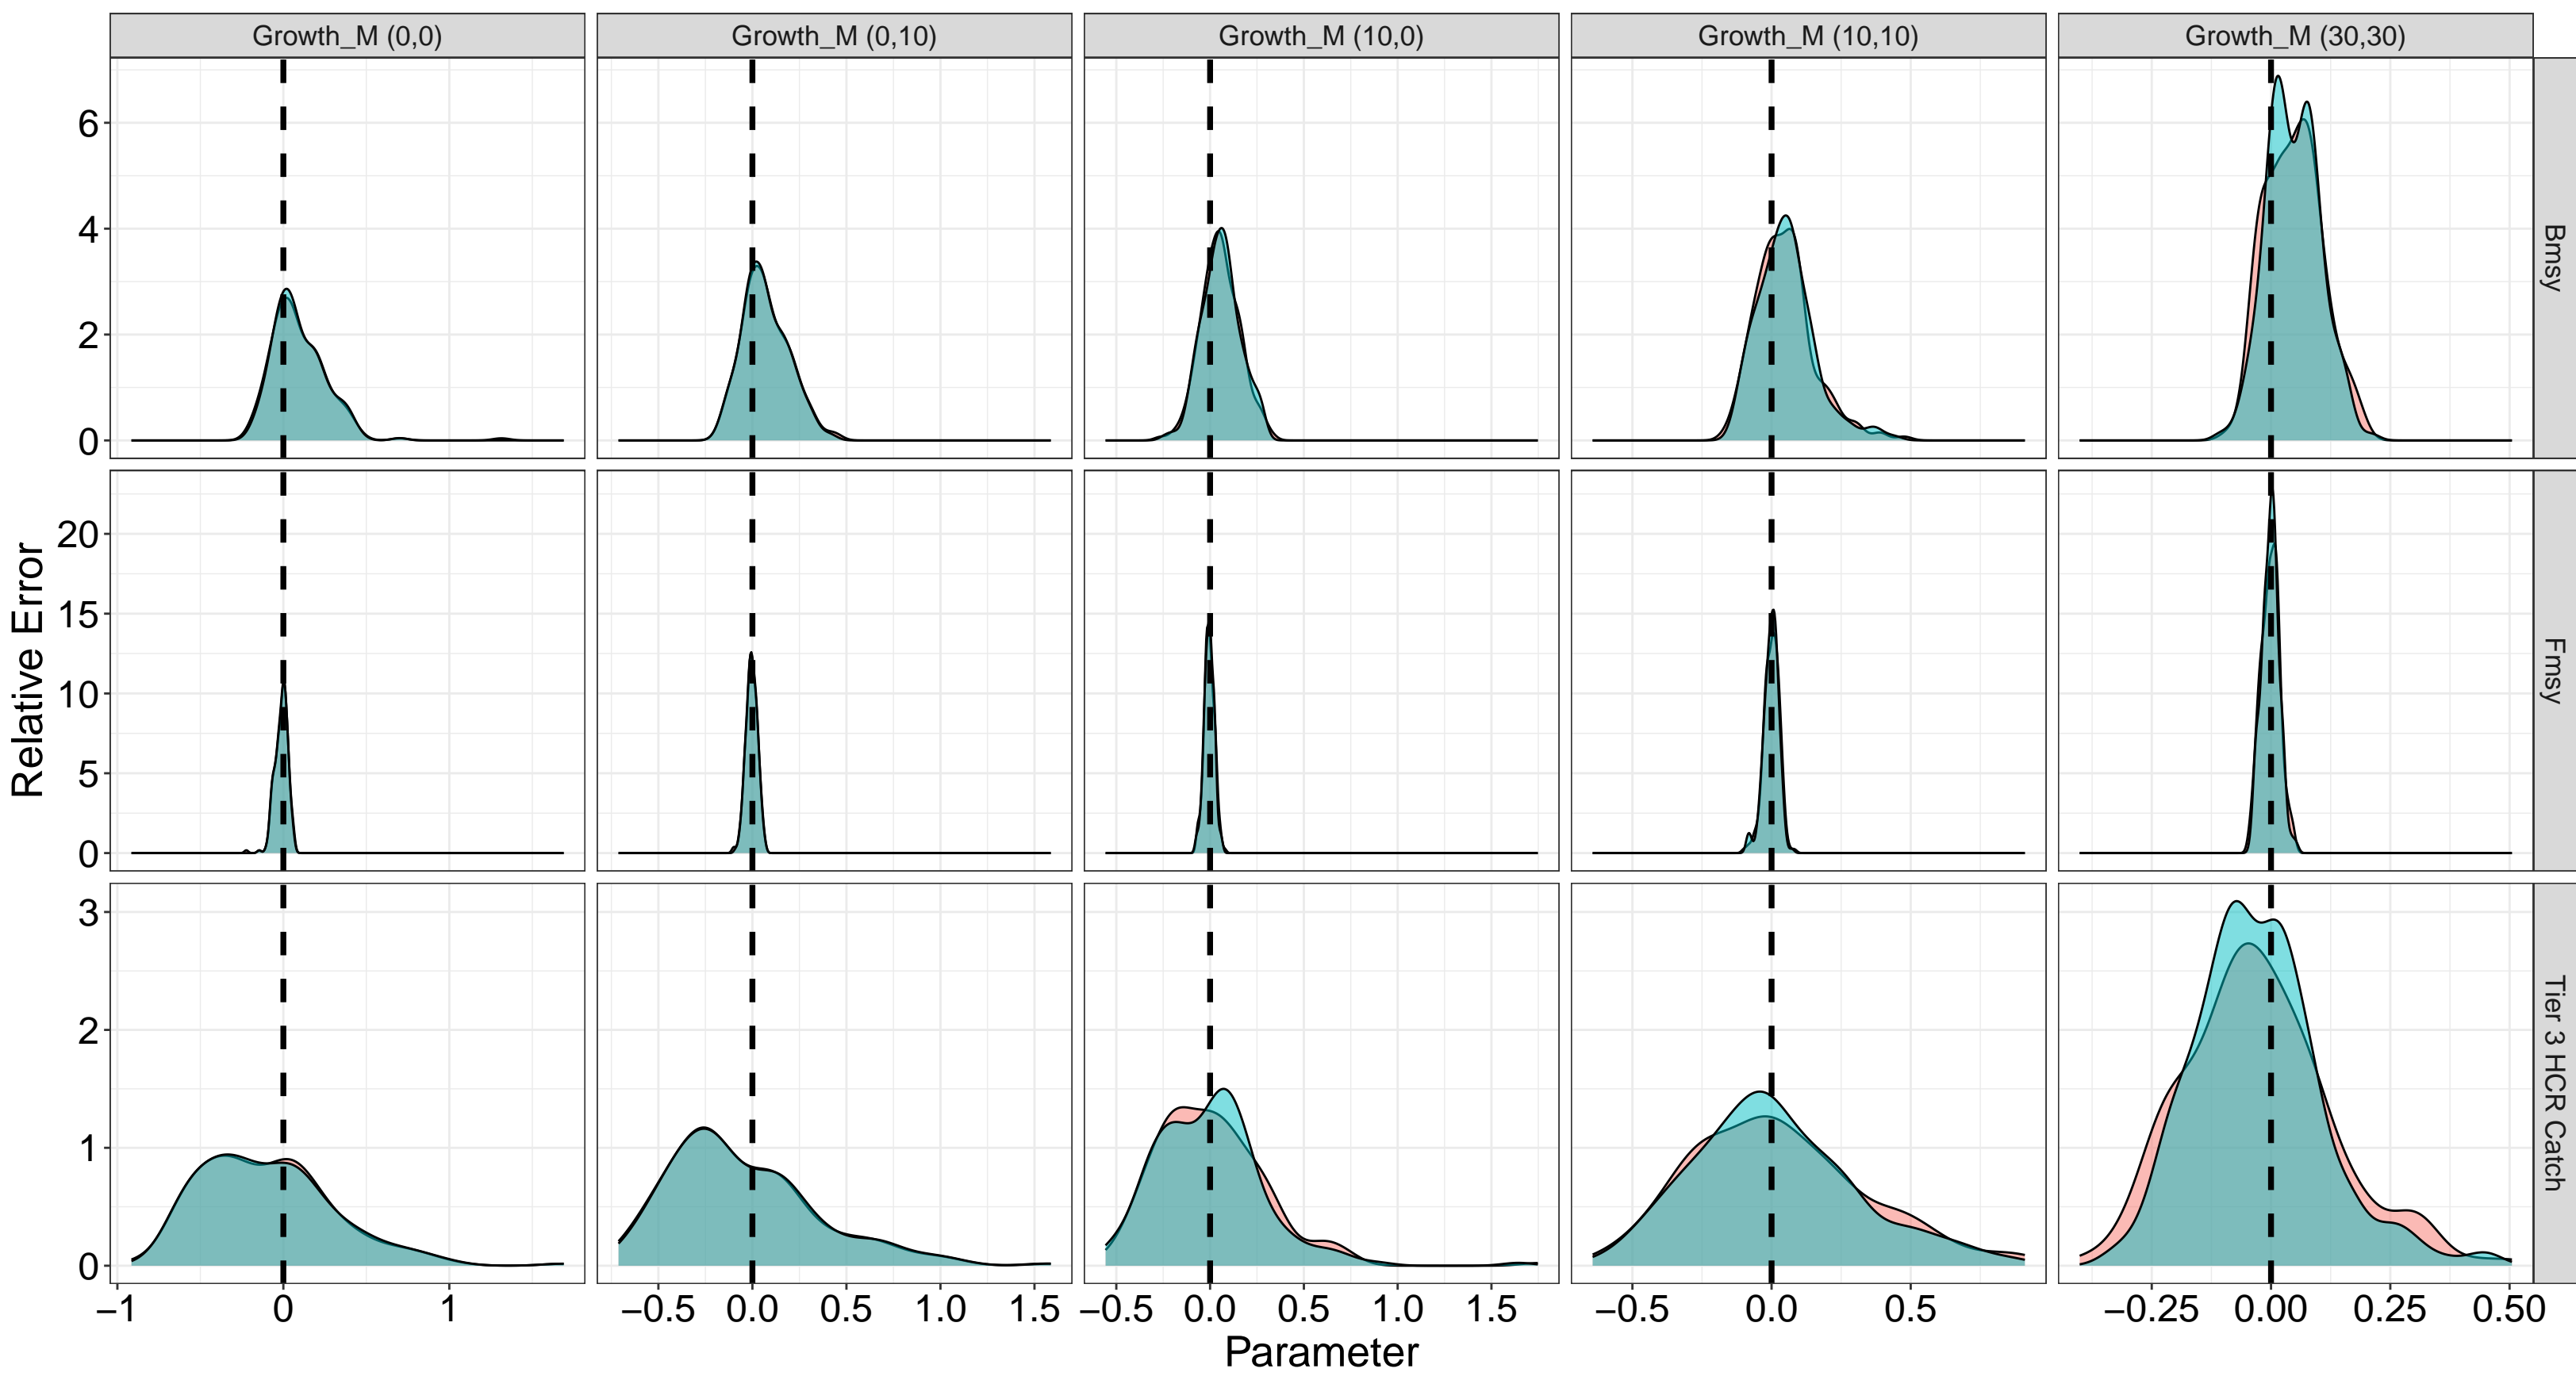 Growth_M (0,0) Growth_M (0,10) Growth_M (10,0) Growth_M (10,10) Growth_M (30,30)
6
4
2
0
Bmsy
20
15
10
5
0
Fmsy
3
2
1
0
Tier 3 HCR Catch
Relative Error
−1 0 1 −0.5 0.0 0.5 1.0 1.5 −0.5 0.0 0.5 1.0 1.5 −0.5 0.0 0.5 −0.25 0.00 0.25 0.50
Parameter